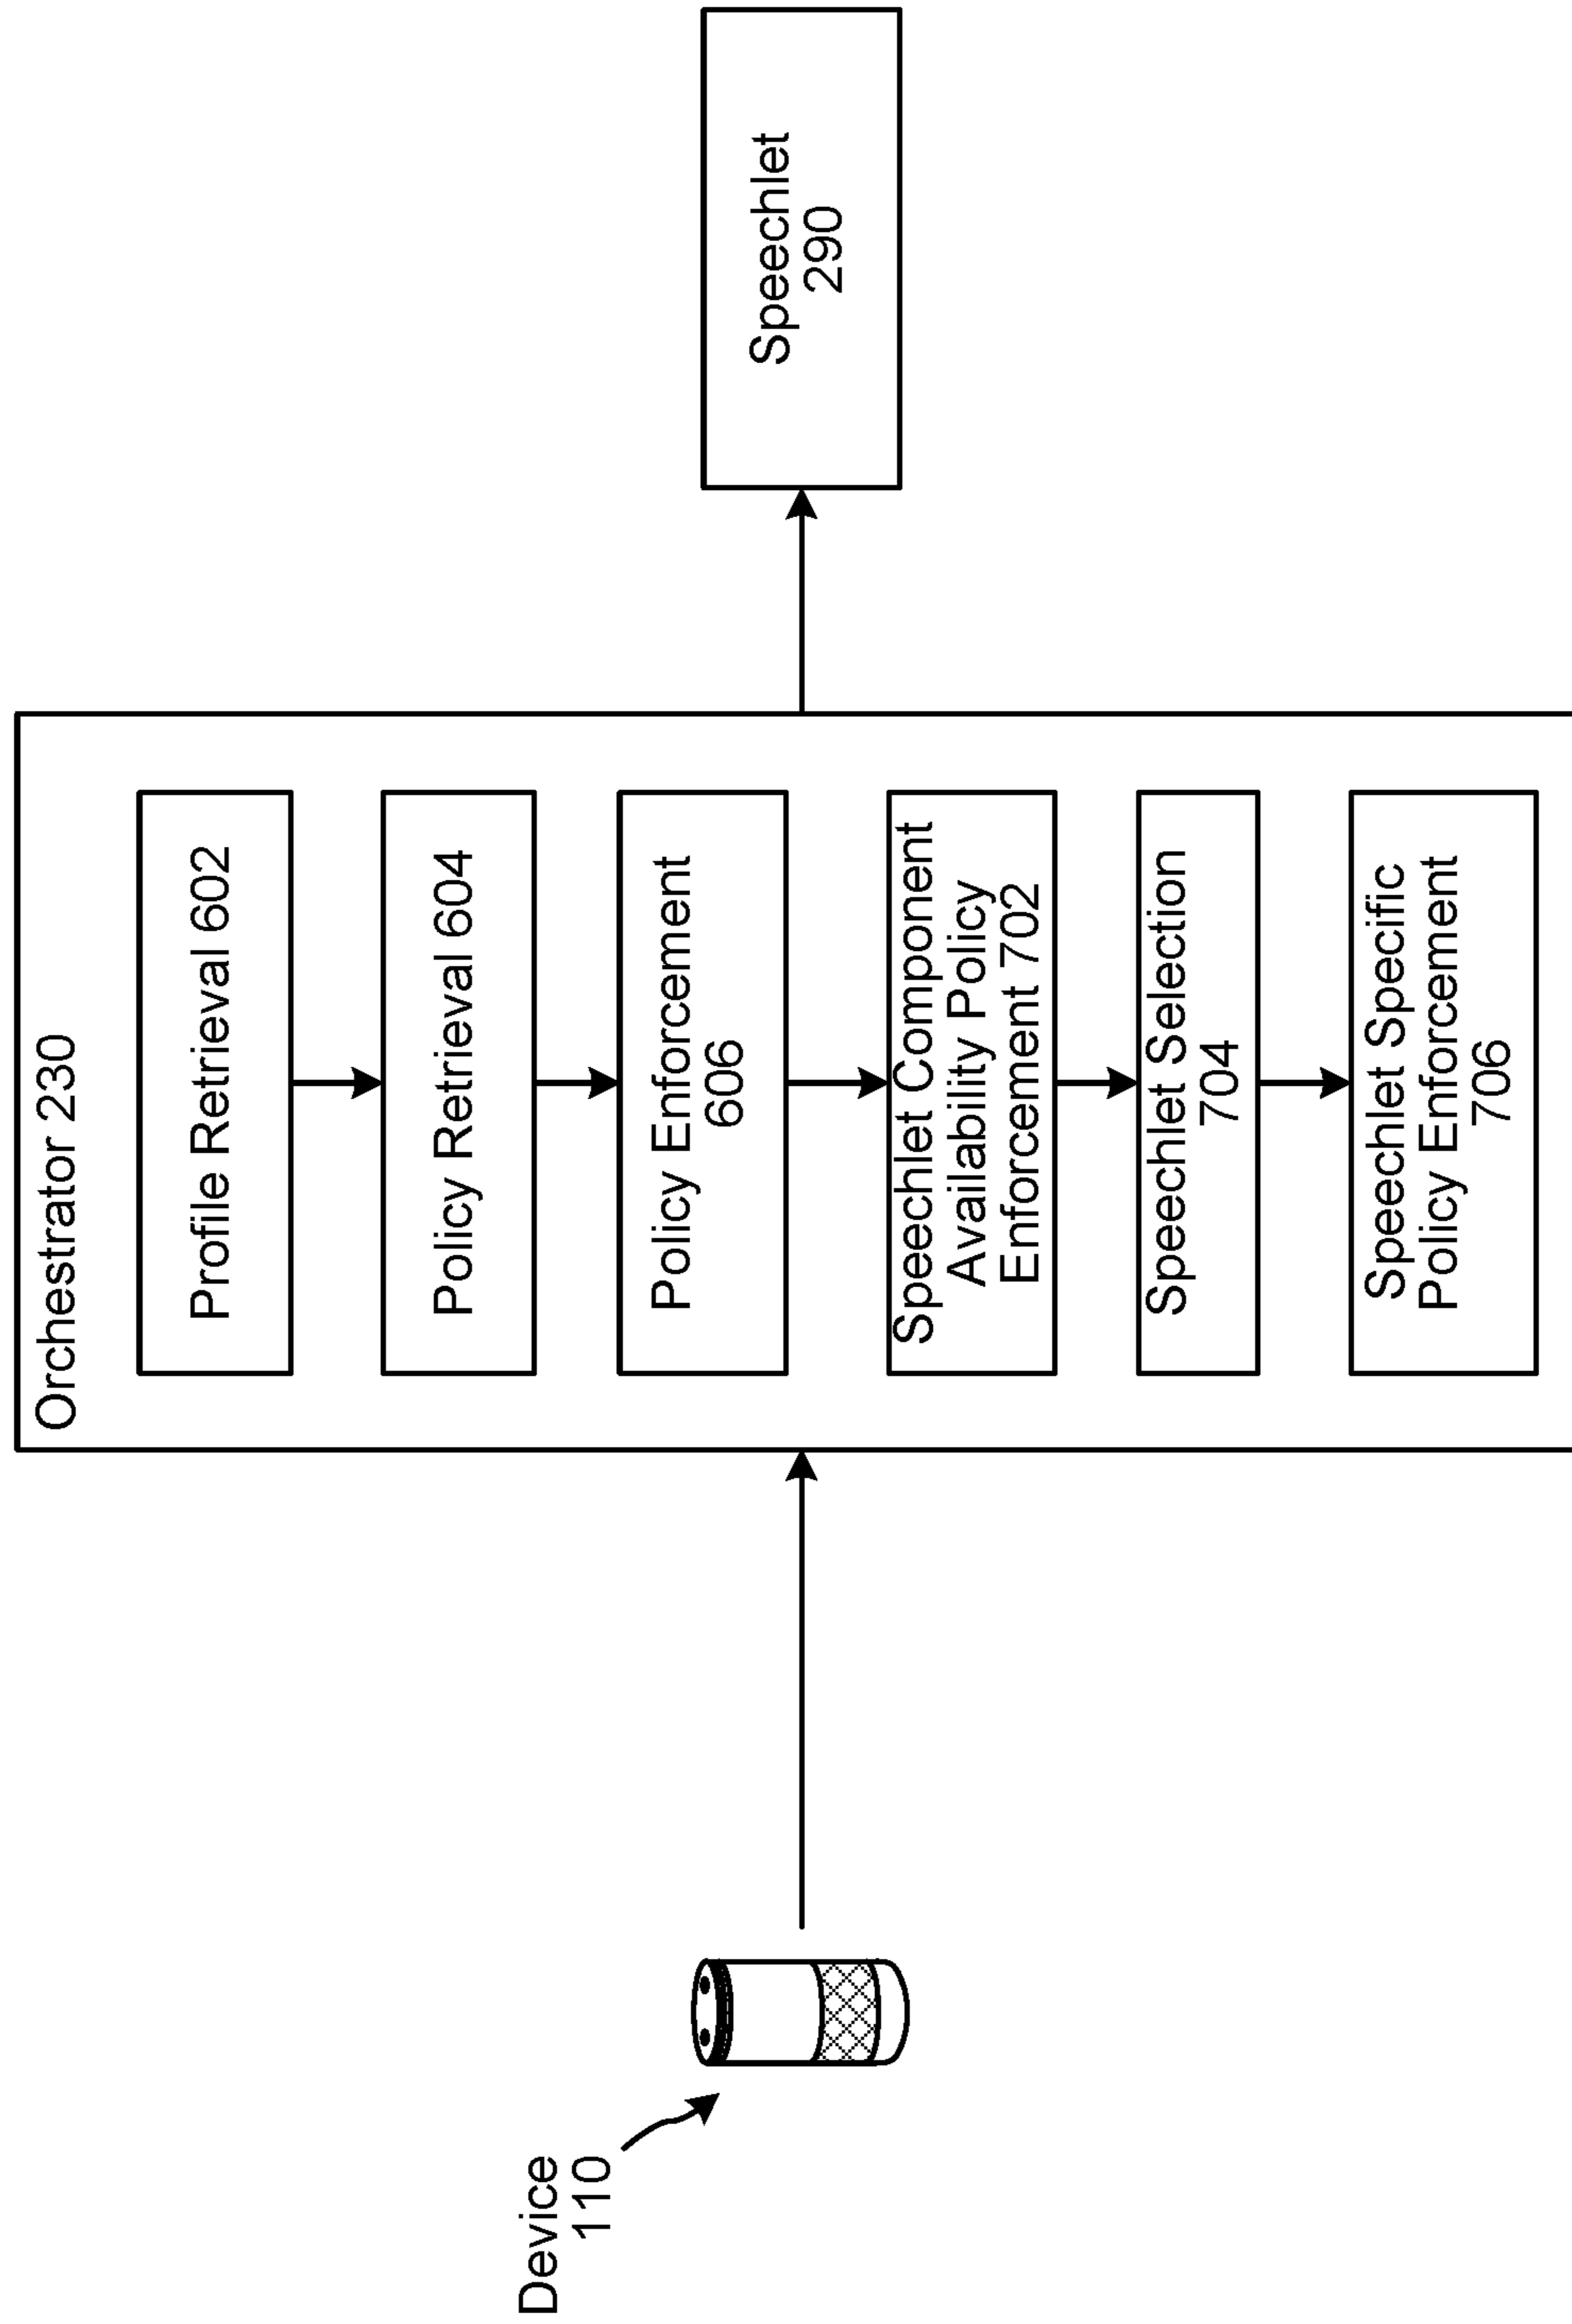 Orchestrator 230
Profile Retrieval 602
Policy Retrieval 604
Policy Enforcement
606
Speechlet Component
Availability Policy
Enforcement 702
Speechlet Selection
704
Speechlet Specific
Policy Enforcement
706
Device
110
Speechlet
290